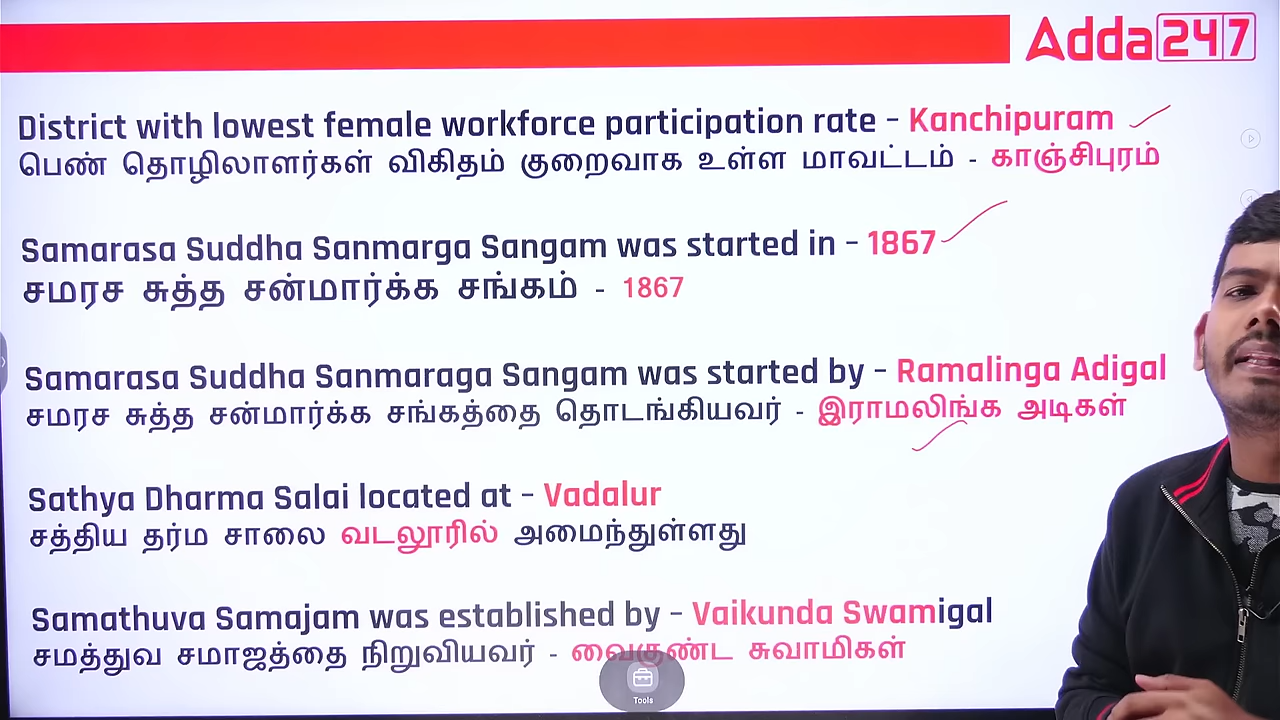 Adda247
District with lowest female workforce participation rate - Kanchipuram
பெண் தொழிலாளர்கள் விகிதம் குறைவாக உள்ள மாவட்டம் - காஞ்சிபுரம்
Samarasa Suddha Sanmarga Sangam was started in - 1867
சமரச சுத்த சன்மார்க்க சங்கம் - 1867
Samarasa Suddha Sanmaraga Sangam was started by - Ramalinga Adigal
சமரச சுத்த சன்மார்க்க சங்கத்தை தொடங்கியவர் - இராமலிங்க அடிகள்
Sathya Dharma Salai located at - Vadalur
சத்திய தர்ம சாலை வடலூரில் அமைந்துள்ளது
Samathuva Samajam was established by - Vaikunda Swamigal
சமத்துவ சமாஜத்தை நிறுவியவர் - வைகுண்ட சுவாமிகள்
Tools